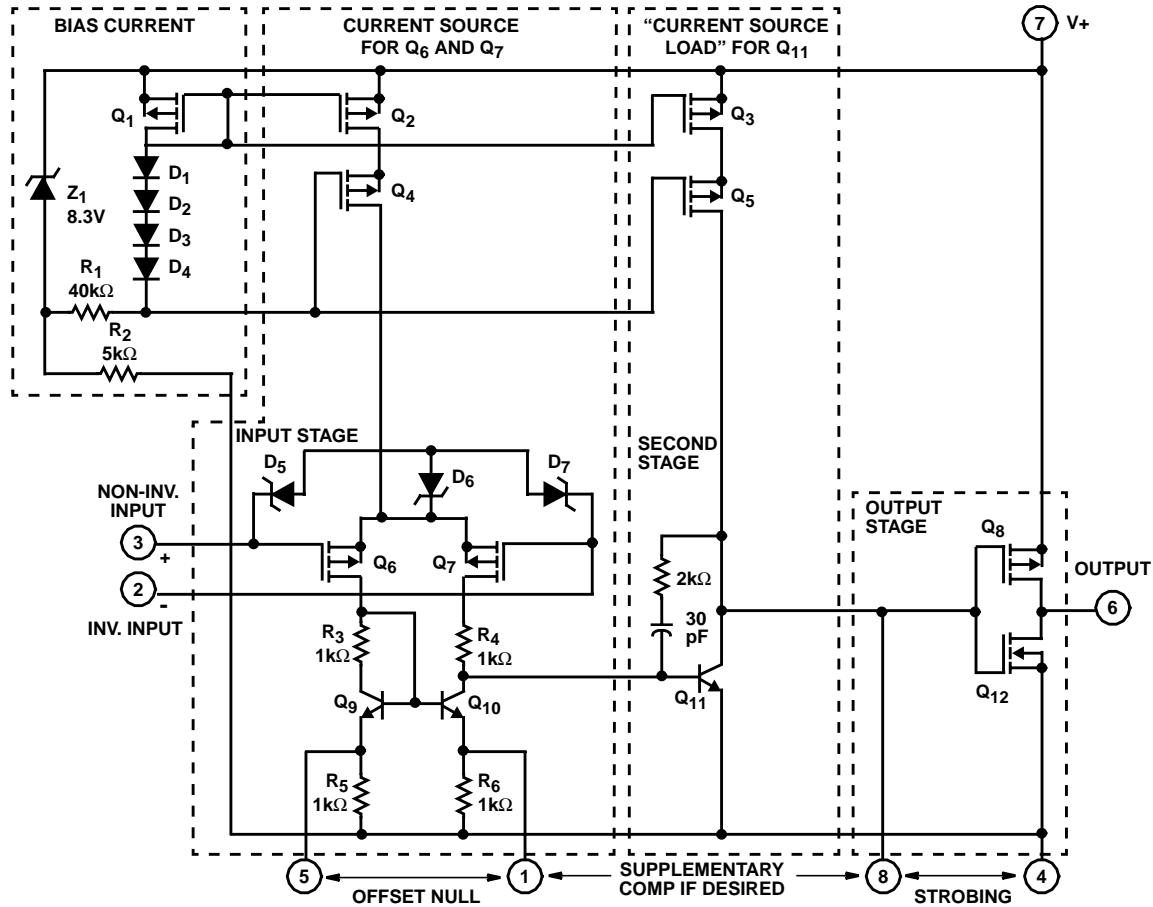 BIAS CURRENT
CURRENT SOURCE
FOR Q6 AND Q7
“CURRENT SOURCE
LOAD” FOR Q11
7
V+
Q1
Q2
Q3
D1
D2
D3
D4
Z1
8.3V
Q4
Q5
R1
40kΩ
R2
5kΩ
INPUT STAGE
D5
D6
D7
SECOND
STAGE
NON-INV.
INPUT
3
+
2
-
INV. INPUT
Q6
Q7
2kΩ
30
pF
OUTPUT
STAGE
Q8
OUTPUT
6
R3
1kΩ
R4
1kΩ
Q9
Q10
Q11
Q12
R5
1kΩ
R6
1kΩ
5
OFFSET NULL
1
SUPPLEMENTARY
COMP IF DESIRED
8
STROBING
4